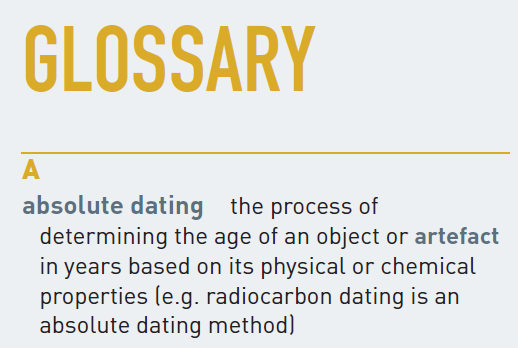 GLOSSARY
A
absolute dating the process of
determining the age of an object or artefact
in years based on its physical or chemical
properties (e.g. radiocarbon dating is an
absolute dating method)